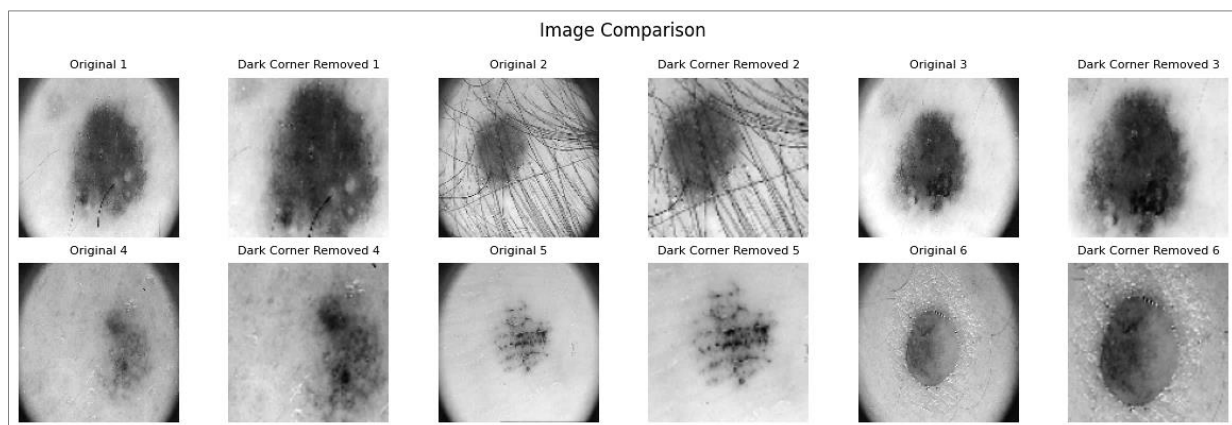 Image Comparison
Original 1
Dark Corner Removed 1
Original 2
Dark Corner Removed 2
Original 3
Dark Corner Removed 3
Original 4
Dark Corner Removed 4
Original 5
Dark Corner Removed 5
Original 6
Dark Corner Removed 6